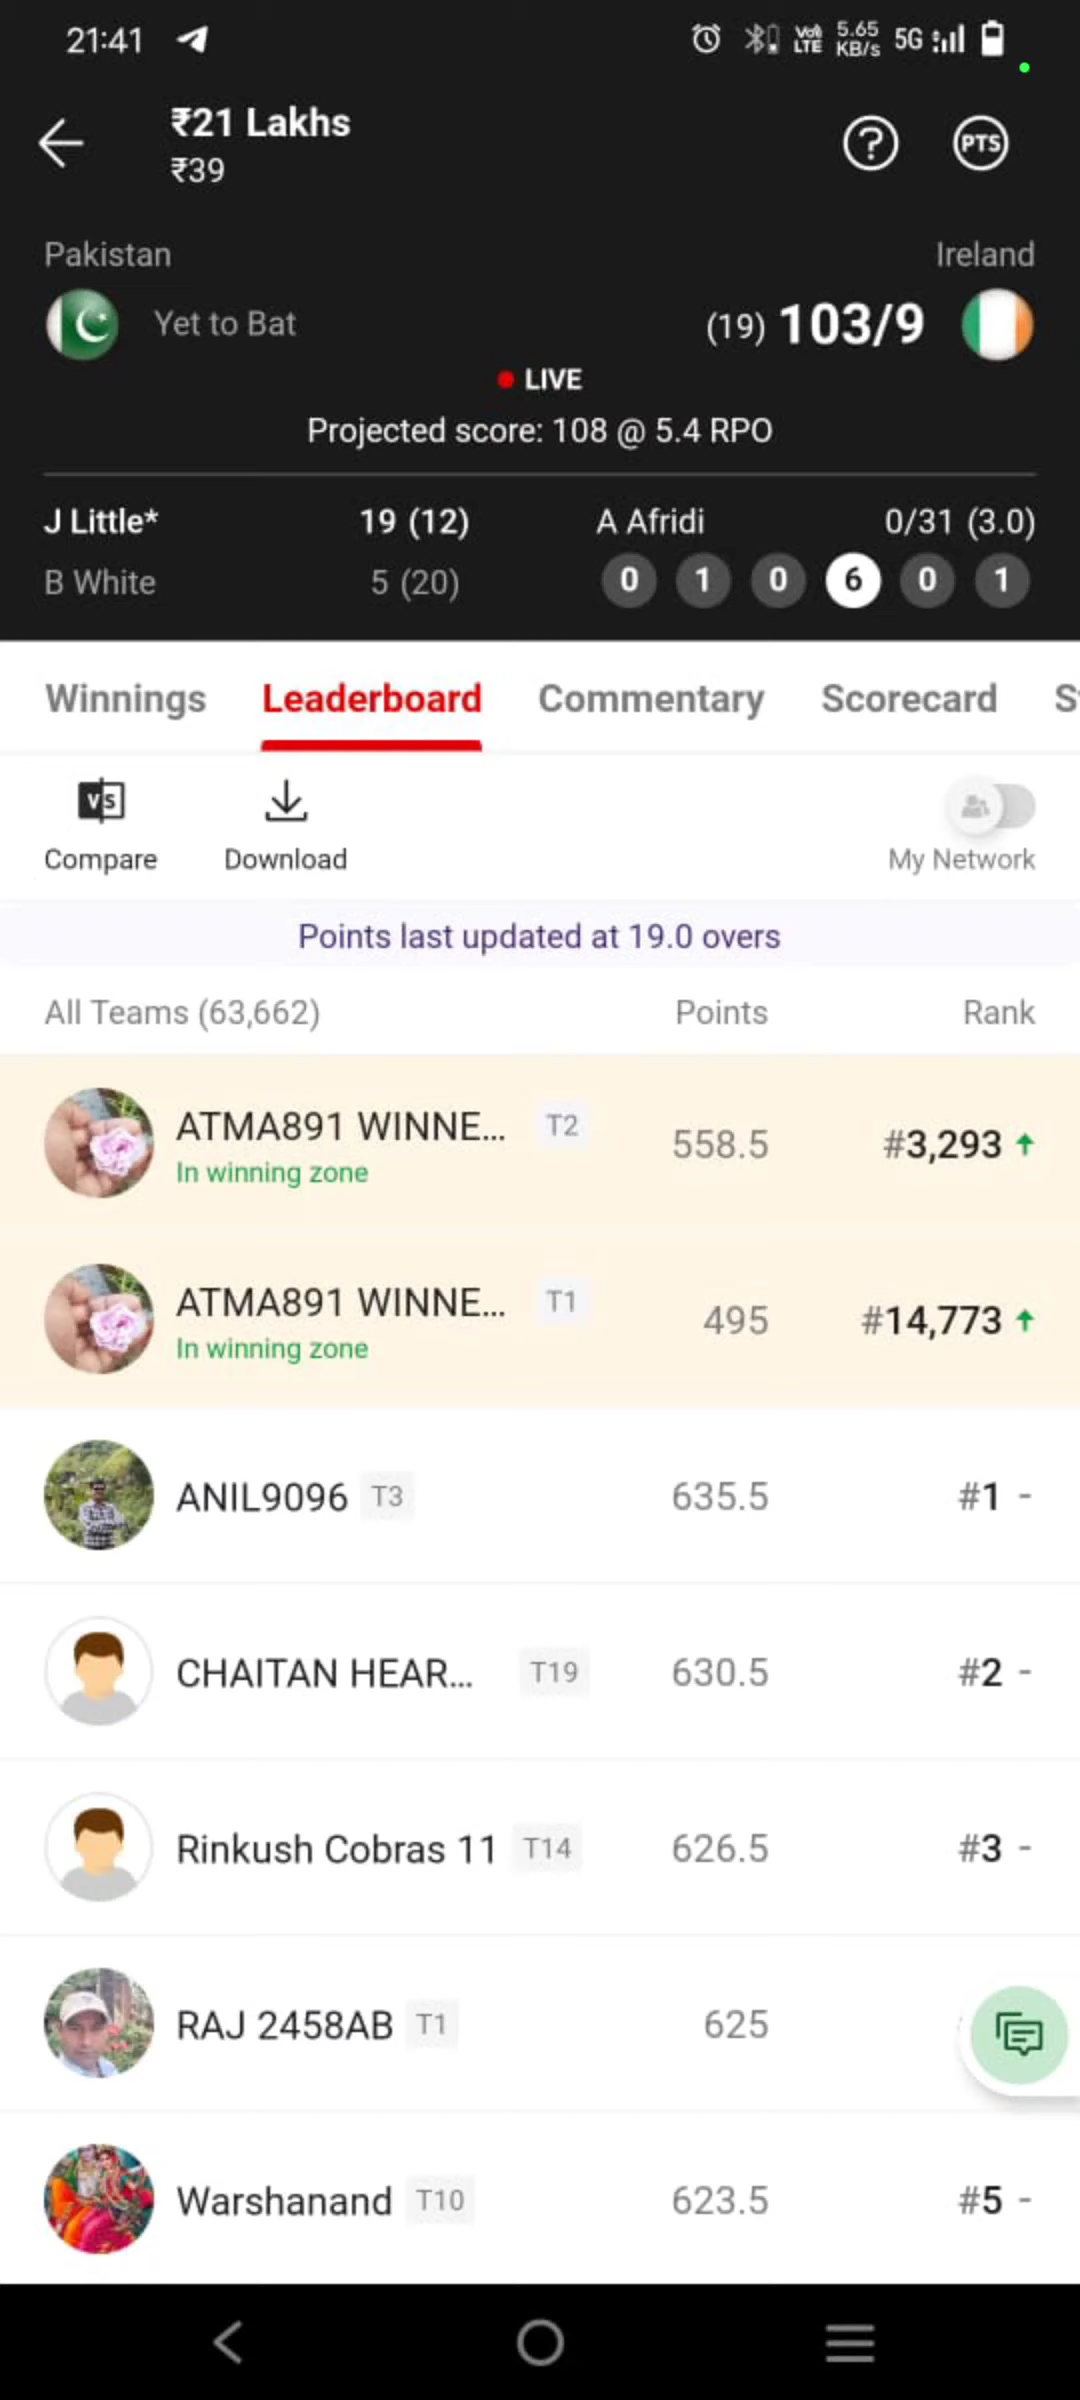 21:41 5.65 KB/s 5G
VoLTE
₹21 Lakhs
₹39
? PTS
Pakistan Ireland
Yet to Bat (19) 103/9
LIVE
Projected score: 108 @ 5.4 RPO
J Little* 19 (12) A Afridi 0/31 (3.0)
B White 5 (20) 0 1 0 6 0 1
Winnings Leaderboard Commentary Scorecard
VS
Compare Download My Network
Points last updated at 19.0 overs
All Teams (63,662) Points Rank
ATMA891 WINNE... T2 558.5 #3,293 ↑
In winning zone
ATMA891 WINNE... T1 495 #14,773 ↑
In winning zone
ANIL9096 T3 635.5 #1 -
CHAITAN HEAR... T19 630.5 #2 -
Rinkush Cobras 11 T14 626.5 #3 -
RAJ 2458AB T1 625
Warshanand T10 623.5 #5 -